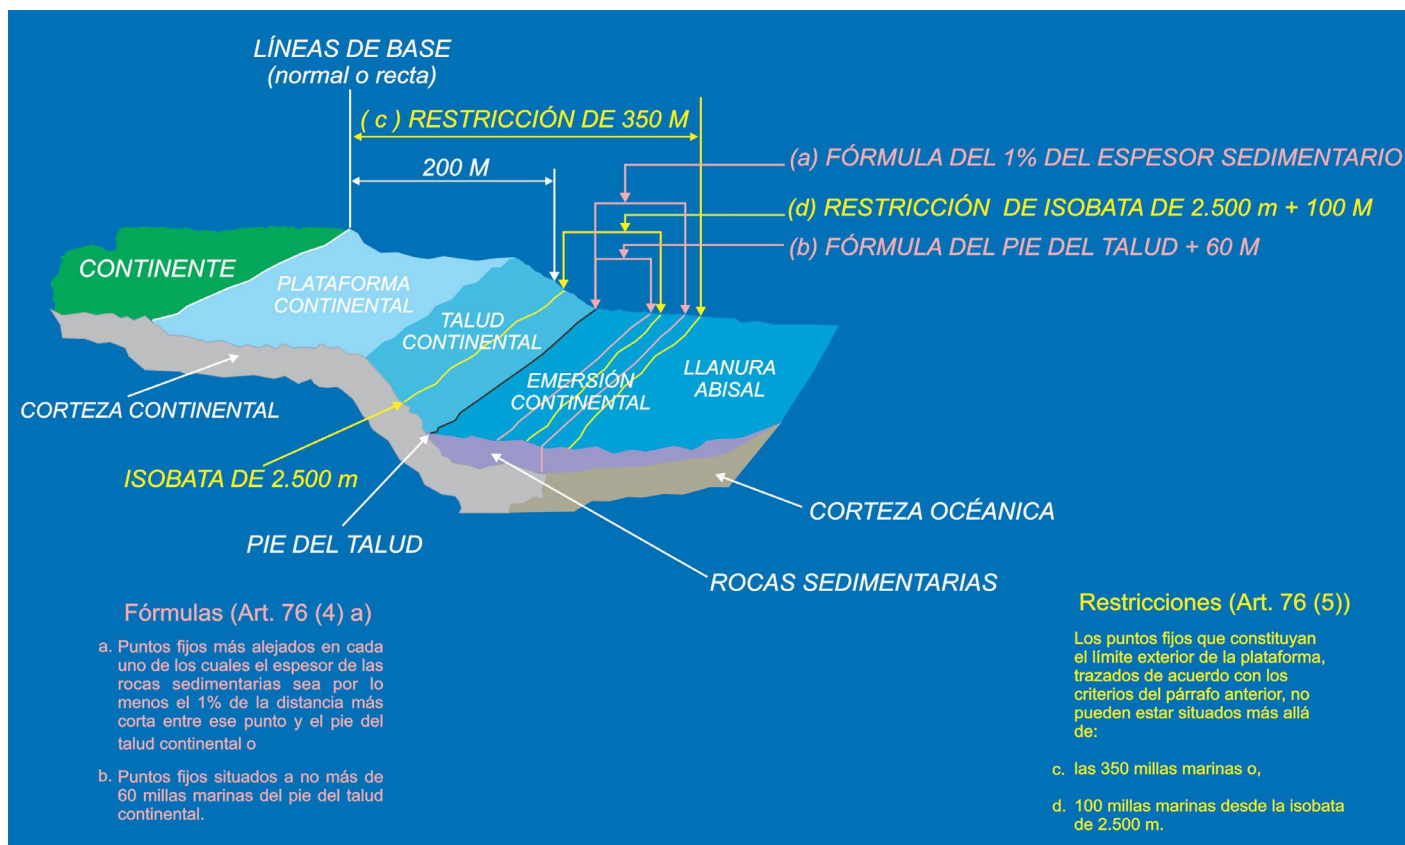 LÍNEAS DE BASE
(normal o recta)
( c ) RESTRICCIÓN DE 350 M
200 M
(a) FÓRMULA DEL 1% DEL ESPESOR SEDIMENTARIO
(d) RESTRICCIÓN DE ISOBATA DE 2.500 m + 100 M
(b) FÓRMULA DEL PIE DEL TALUD + 60 M
CONTINENTE
PLATAFORMA
CONTINENTAL
TALUD
CONTINENTAL
EMERSIÓN
CONTINENTAL
LLANURA
ABISAL
CORTEZA CONTINENTAL
ISOBATA DE 2.500 m
PIE DEL TALUD
CORTEZA OCÉANICA
ROCAS SEDIMENTARIAS
Fórmulas (Art. 76 (4) a)
a. Puntos fijos más alejados en cada
uno de los cuales el espesor de las
rocas sedimentarias sea por lo
menos el 1% de la distancia más
corta entre ese punto y el pie del
talud continental o
b. Puntos fijos situados a no más de
60 millas marinas del pie del talud
continental.
Restricciones (Art. 76 (5))
Los puntos fijos que constituyan
el límite exterior de la plataforma,
trazados de acuerdo con los
criterios del párrafo anterior, no
pueden estar situados más allá
de:
c. las 350 millas marinas o,
d. 100 millas marinas desde la isobata
de 2.500 m.